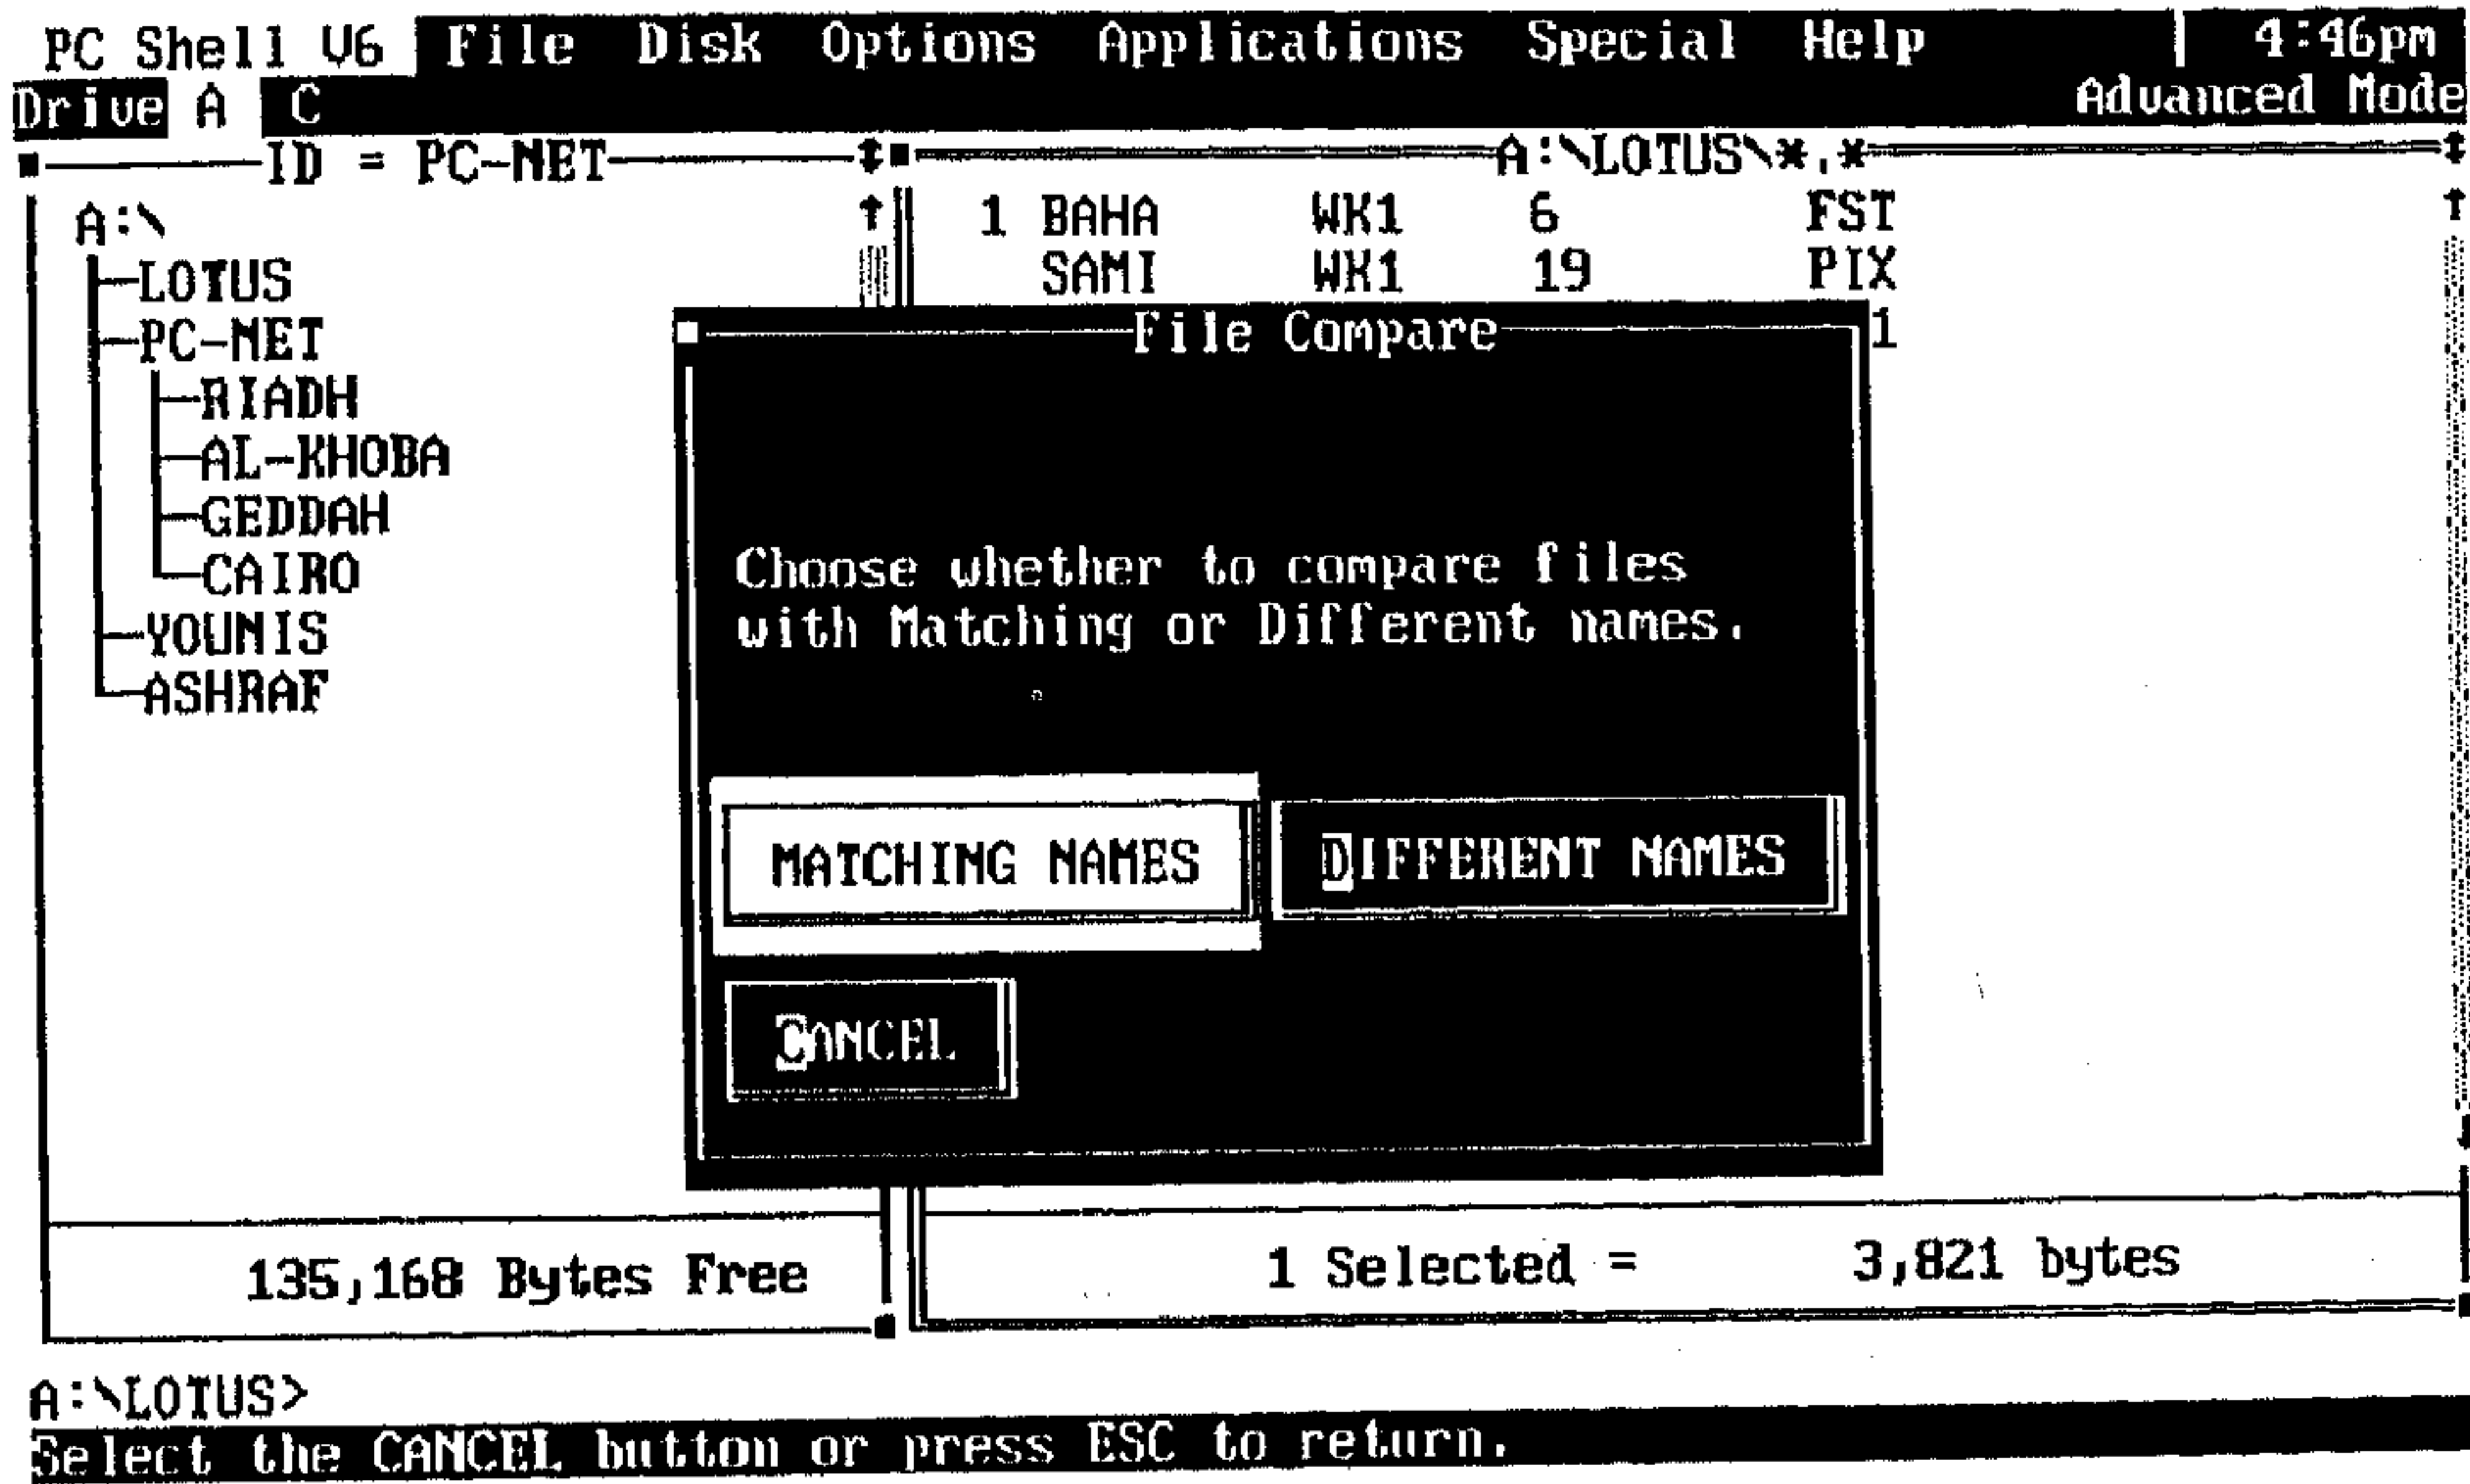 PC Shell V6 File Disk Options Applications Special Help | 4:46pm
Drive A C Advanced Mode
ID = PC-NET
A:\LOTUS\*.*
A:\
LOTUS
PC-NET
RIADH
AL-KHOBA
GEDDAH
CAIRO
YOUNIS
ASHRAF
1 BAHA WK1 6 FST
SAMI WK1 19 PIX
1
File Compare
Choose whether to compare files
with Matching or Different names.
MATCHING NAMES DIFFERENT NAMES
CANCEL
135,168 Bytes Free
1 Selected = 3,821 bytes
A:\LOTUS>
Select the CANCEL button or press ESC to return.